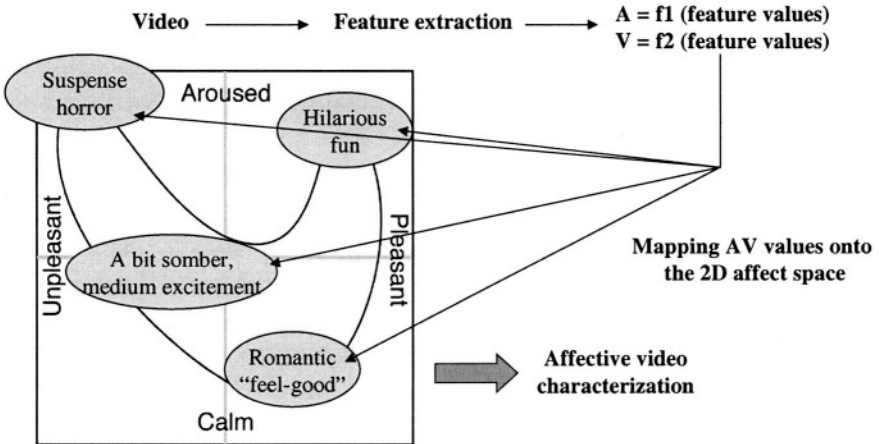 Video
Feature extraction
A = f1 (feature values)
V = f2 (feature values)
Suspense
horror
Aroused
Hilarious
fun
Unpleasant
Pleasant
A bit somber,
medium excitement
Mapping AV values onto
the 2D affect space
Romantic
“feel-good”
Calm
Affective video
characterization